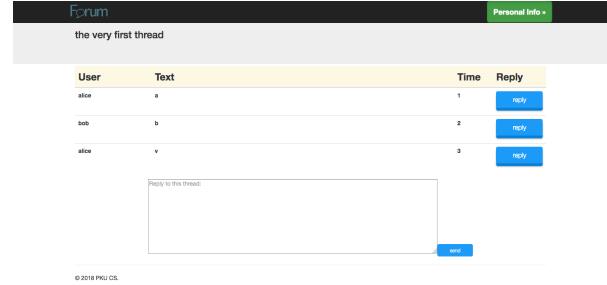 Forum
Personal Info »
the very first thread
User Text Time Reply
alice a 1 reply
bob b 2 reply
alice v 3 reply
Reply to this thread:
send
© 2018 PKU CS.